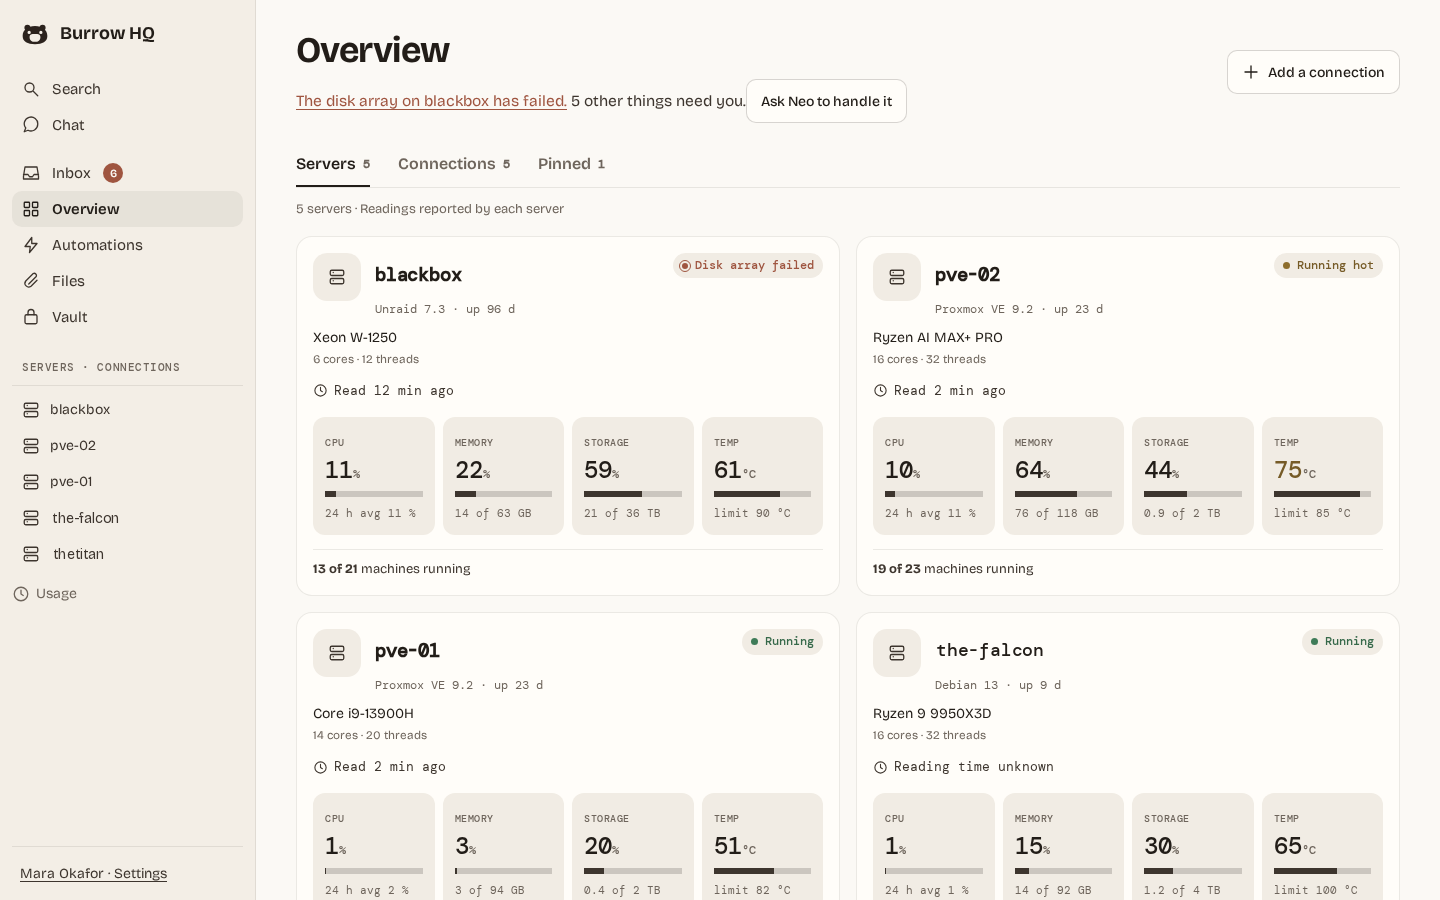 Burrow HQ
Search
Chat
Inbox 6
Overview
Automations
Files
Vault
SERVERS · CONNECTIONS
blackbox
pve-02
pve-01
the-falcon
thetitan
Usage
Mara Okafor · Settings
Overview
The disk array on blackbox has failed. 5 other things need you. Ask Neo to handle it
Add a connection
Servers 5 Connections 5 Pinned 1
5 servers · Readings reported by each server
blackbox
Disk array failed
Unraid 7.3 · up 96 d
Xeon W-1250
6 cores · 12 threads
Read 12 min ago
CPU MEMORY STORAGE TEMP
11% 22% 59% 61°C
24 h avg 11 % 14 of 63 GB 21 of 36 TB limit 90 °C
13 of 21 machines running
pve-02
Running hot
Proxmox VE 9.2 · up 23 d
Ryzen AI MAX+ PRO
16 cores · 32 threads
Read 2 min ago
CPU MEMORY STORAGE TEMP
10% 64% 44% 75°C
24 h avg 11 % 76 of 118 GB 0.9 of 2 TB limit 85 °C
19 of 23 machines running
pve-01
Running
Proxmox VE 9.2 · up 23 d
Core i9-13900H
14 cores · 20 threads
Read 2 min ago
CPU MEMORY STORAGE TEMP
1% 3% 20% 51°C
24 h avg 2 % 3 of 94 GB 0.4 of 2 TB limit 82 °C
the-falcon
Running
Debian 13 · up 9 d
Ryzen 9 9950X3D
16 cores · 32 threads
Reading time unknown
CPU MEMORY STORAGE TEMP
1% 15% 30% 65°C
24 h avg 1 % 14 of 92 GB 1.2 of 4 TB limit 100 °C